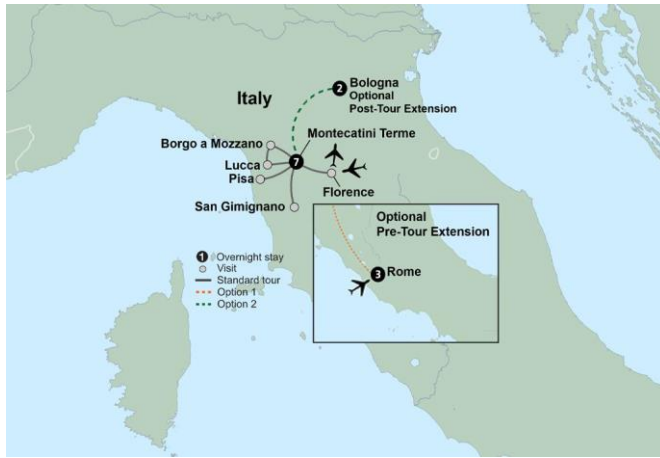 Italy
2
Bologna
Optional
Post-Tour Extension
Montecatini Terme
Borgo a Mozzano
7
Lucca
Pisa
Florence
San Gimignano
Optional
Pre-Tour Extension
3 Rome
1 Overnight stay
Visit
Standard tour
Option 1
Option 2